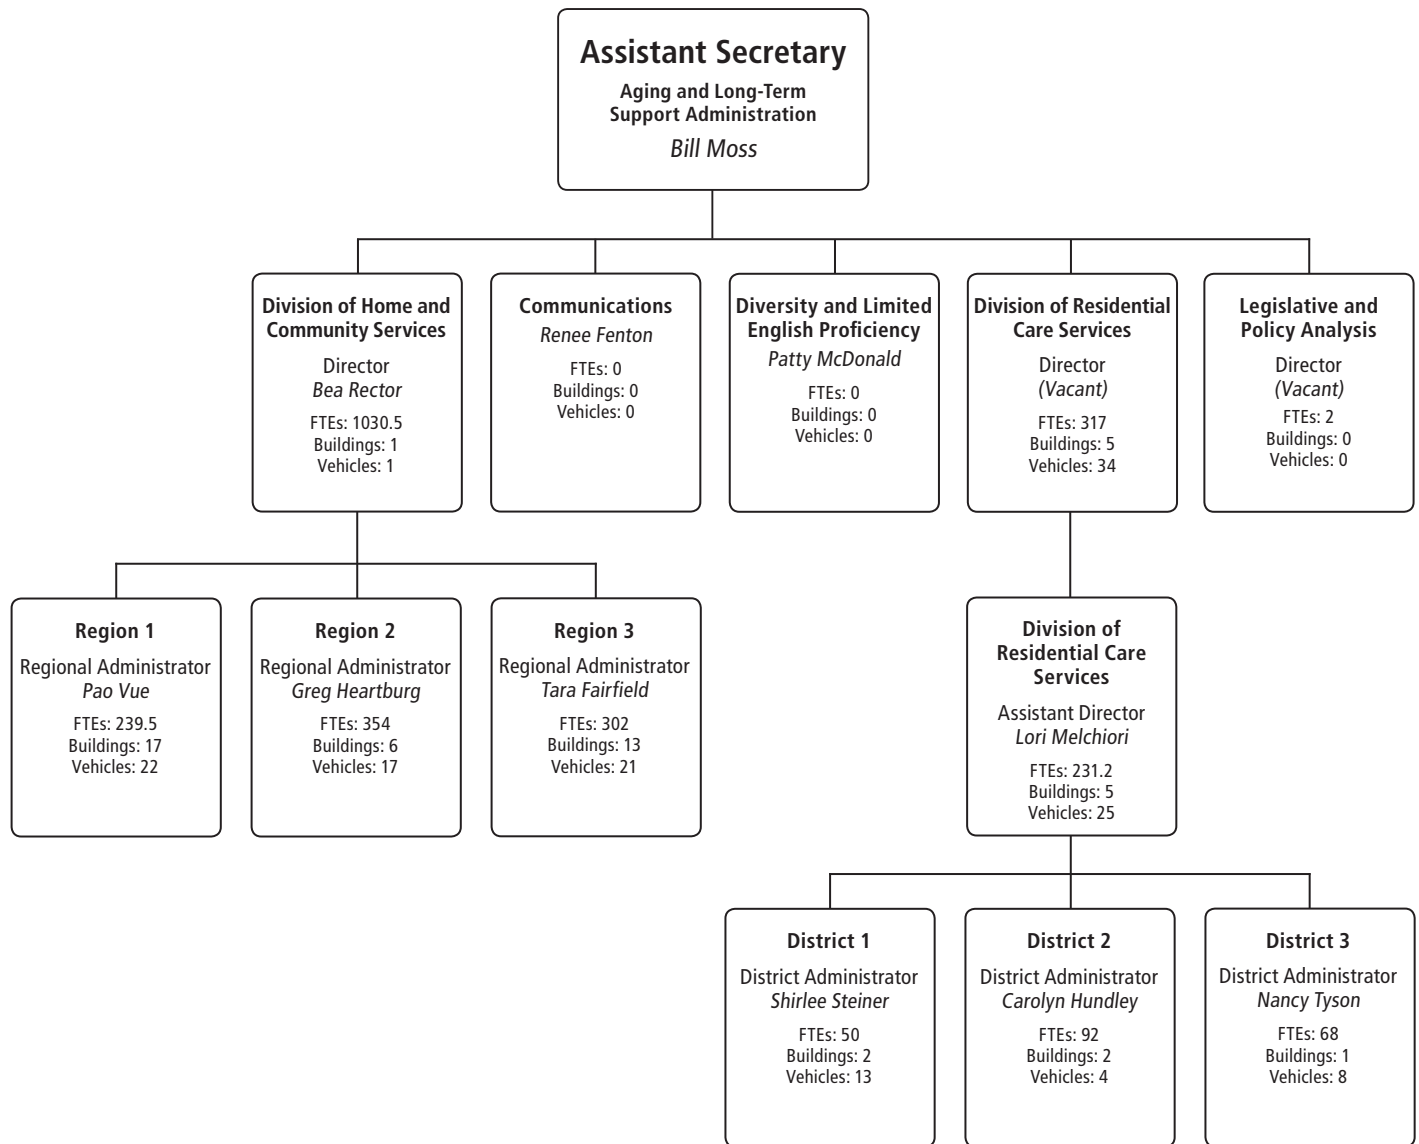 Assistant Secretary
Aging and Long-Term
Support Administration
Bill Moss
Division of Home and
Community Services
Director
Bea Rector
FTEs: 1030.5
Buildings: 1
Vehicles: 1
Communications
Renee Fenton
FTEs: 0
Buildings: 0
Vehicles: 0
Diversity and Limited
English Proficiency
Patty McDonald
FTEs: 0
Buildings: 0
Vehicles: 0
Division of Residential
Care Services
Director
(Vacant)
FTEs: 317
Buildings: 5
Vehicles: 34
Legislative and
Policy Analysis
Director
(Vacant)
FTEs: 2
Buildings: 0
Vehicles: 0
Region 1
Regional Administrator
Pao Vue
FTEs: 239.5
Buildings: 17
Vehicles: 22
Region 2
Regional Administrator
Greg Heartburg
FTEs: 354
Buildings: 6
Vehicles: 17
Region 3
Regional Administrator
Tara Fairfield
FTEs: 302
Buildings: 13
Vehicles: 21
Division of
Residential Care
Services
Assistant Director
Lori Melchiori
FTEs: 231.2
Buildings: 5
Vehicles: 25
District 1
District Administrator
Shirlee Steiner
FTEs: 50
Buildings: 2
Vehicles: 13
District 2
District Administrator
Carolyn Hundley
FTEs: 92
Buildings: 2
Vehicles: 4
District 3
District Administrator
Nancy Tyson
FTEs: 68
Buildings: 1
Vehicles: 8